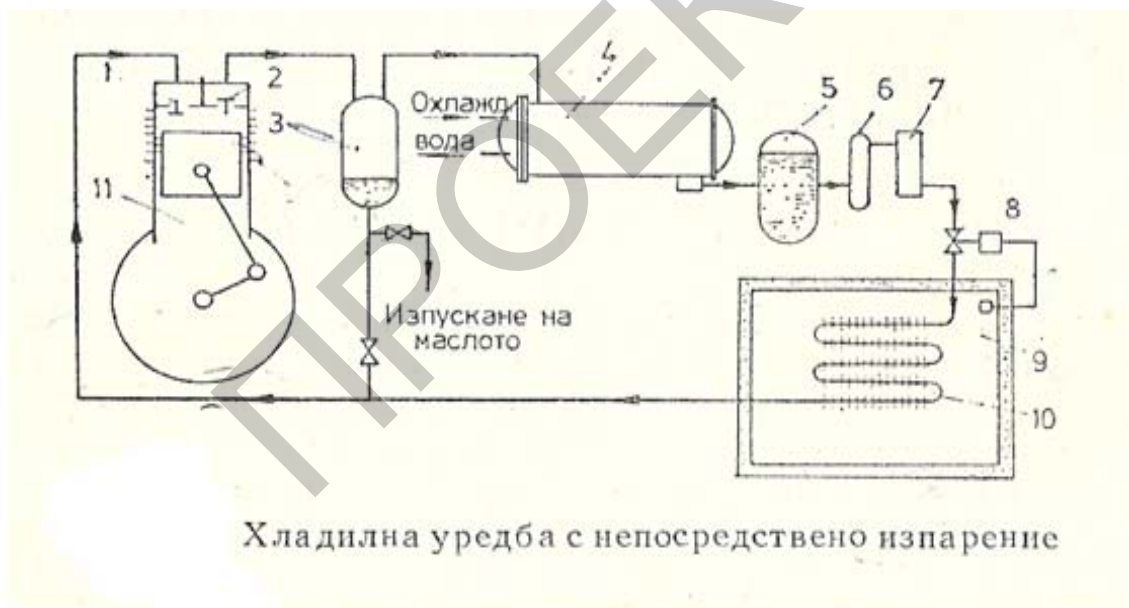 1
2
3
4
5
6
7
8
9
10
11
Охлажд
вода
Изпускане на
маслото
ПРОЕК
Хладилна уредба с непосредствено изпарение